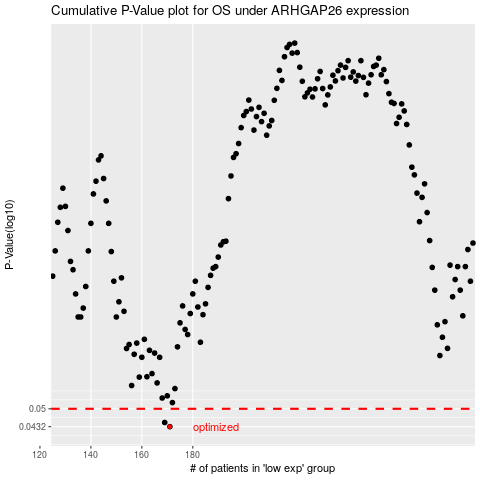 Cumulative P-Value plot for OS under ARHGAP26 expression
P-Value(log10)
0.05
0.0432
optimized
120 140 160 180
# of patients in 'low exp' group